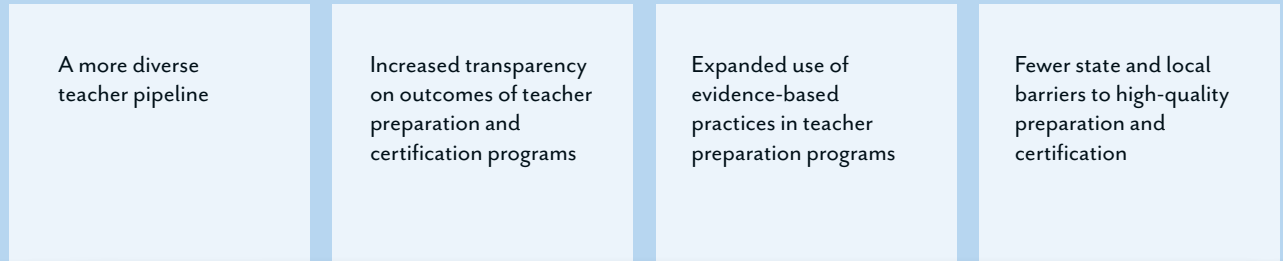 A more diverse
teacher pipeline
Increased transparency
on outcomes of teacher
preparation and
certification programs
Expanded use of
evidence-based
practices in teacher
preparation programs
Fewer state and local
barriers to high-quality
preparation and
certification